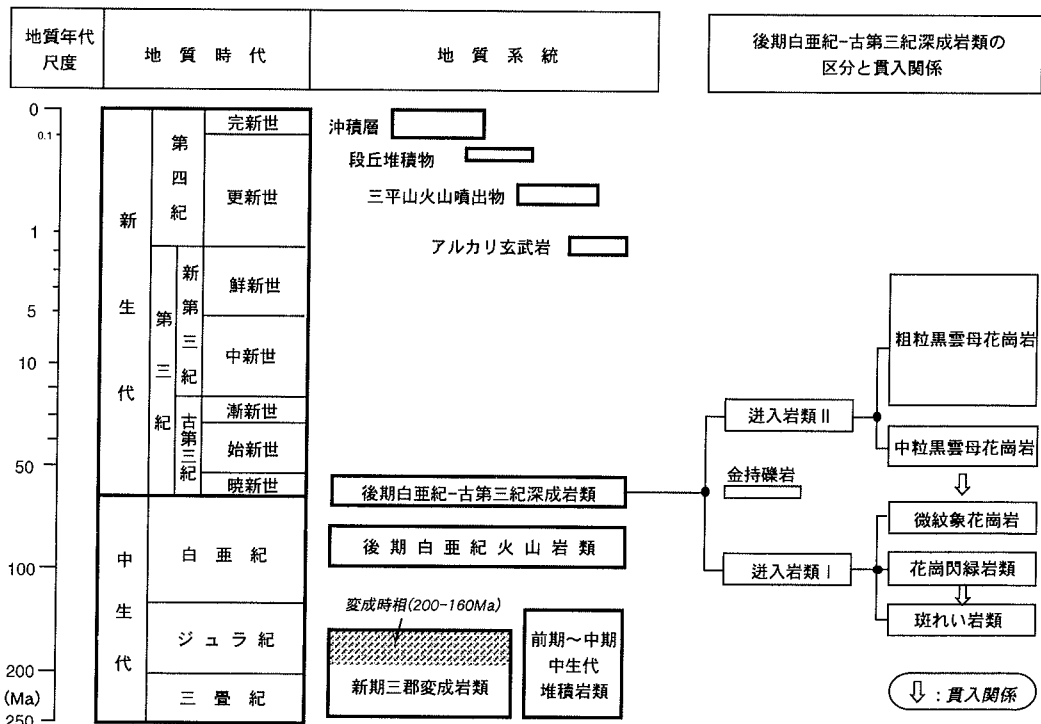 地質年代
尺度
地質時代
地質系統
後期白亜紀-古第三紀深成岩類の
区分と貫入関係
0
0.1
1
5
10
50
100
200
(Ma)
250
新生代
第四紀
完新世
更新世
第三紀
新第三紀
鮮新世
中新世
古第三紀
漸新世
始新世
暁新世
中生代
白亜紀
ジュラ紀
三畳紀
沖積層
段丘堆積物
三平山火山噴出物
アルカリ玄武岩
後期白亜紀-古第三紀深成岩類
後期白亜紀火山岩類
変成時相(200-160Ma)
新期三郡変成岩類
前期〜中期
中生代
堆積岩類
迸入岩類Ⅱ
金持礫岩
迸入岩類Ⅰ
粗粒黒雲母花崗岩
中粒黒雲母花崗岩
微紋象花崗岩
花崗閃緑岩類
斑れい岩類
⇩:貫入関係